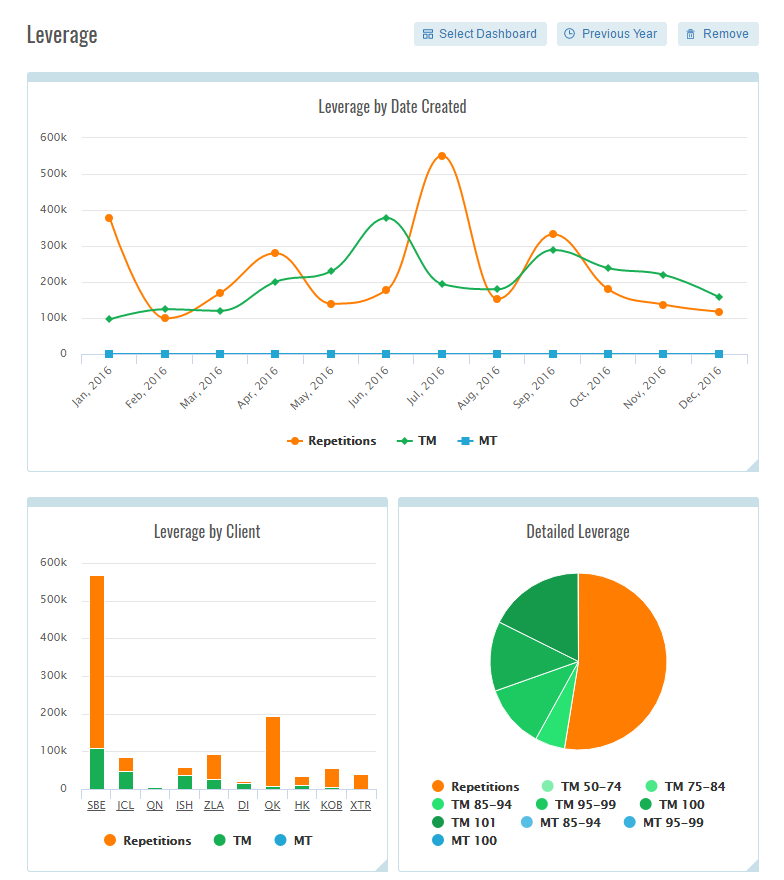 Leverage
Select Dashboard
Previous Year
Remove
Leverage by Date Created
600k
500k
400k
300k
200k
100k
0
Jan, 2016
Feb, 2016
Mar, 2016
Apr, 2016
May, 2016
Jun, 2016
Jul, 2016
Aug, 2016
Sep, 2016
Oct, 2016
Nov, 2016
Dec, 2016
Repetitions TM MT
Leverage by Client
600k
500k
400k
300k
200k
100k
0
SBE JCL QN JSH ZLA DI QK HK KOB XTR
Repetitions TM MT
Detailed Leverage
Repetitions TM 50–74 TM 75–84
TM 85–94 TM 95–99 TM 100
TM 101 MT 85–94 MT 95–99
MT 100